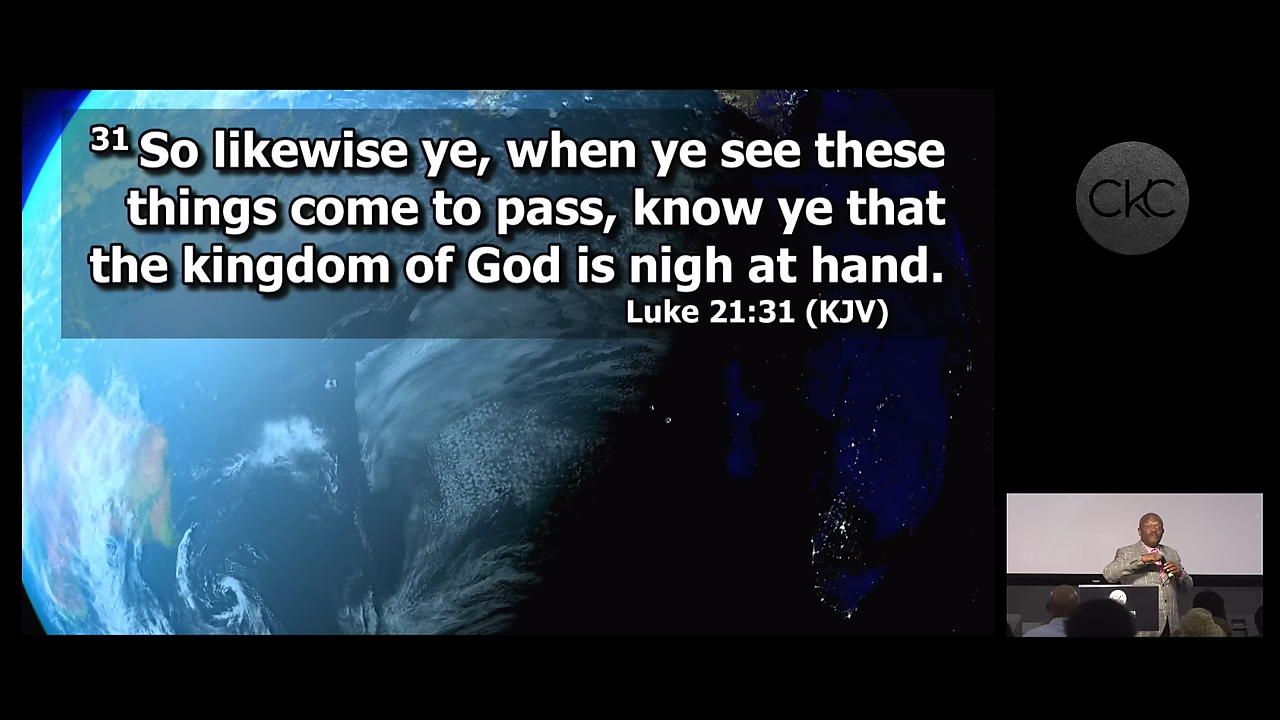 31 So likewise ye, when ye see these
things come to pass, know ye that
the kingdom of God is nigh at hand.
Luke 21:31 (KJV)
CKC